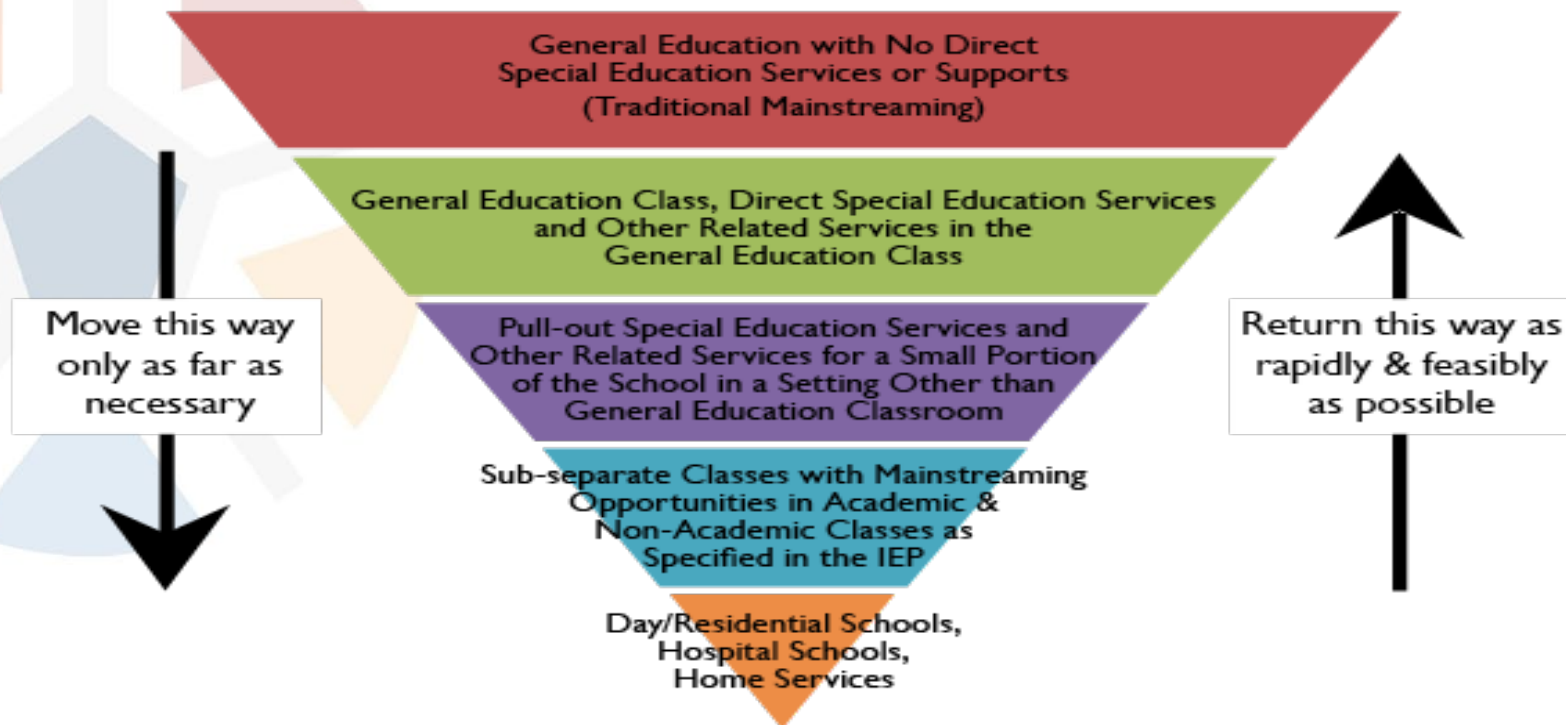 General Education with No Direct
Special Education Services or Supports
(Traditional Mainstreaming)
General Education Class, Direct Special Education Services
and Other Related Services in the
General Education Class
Move this way
only as far as
necessary
Pull-out Special Education Services and
Other Related Services for a Small Portion
of the School in a Setting Other than
General Education Classroom
Return this way as
rapidly & feasibly
as possible
Sub-separate Classes with Mainstreaming
Opportunities in Academic &
Non-Academic Classes as
Specified in the IEP
Day/Residential Schools,
Hospital Schools,
Home Services